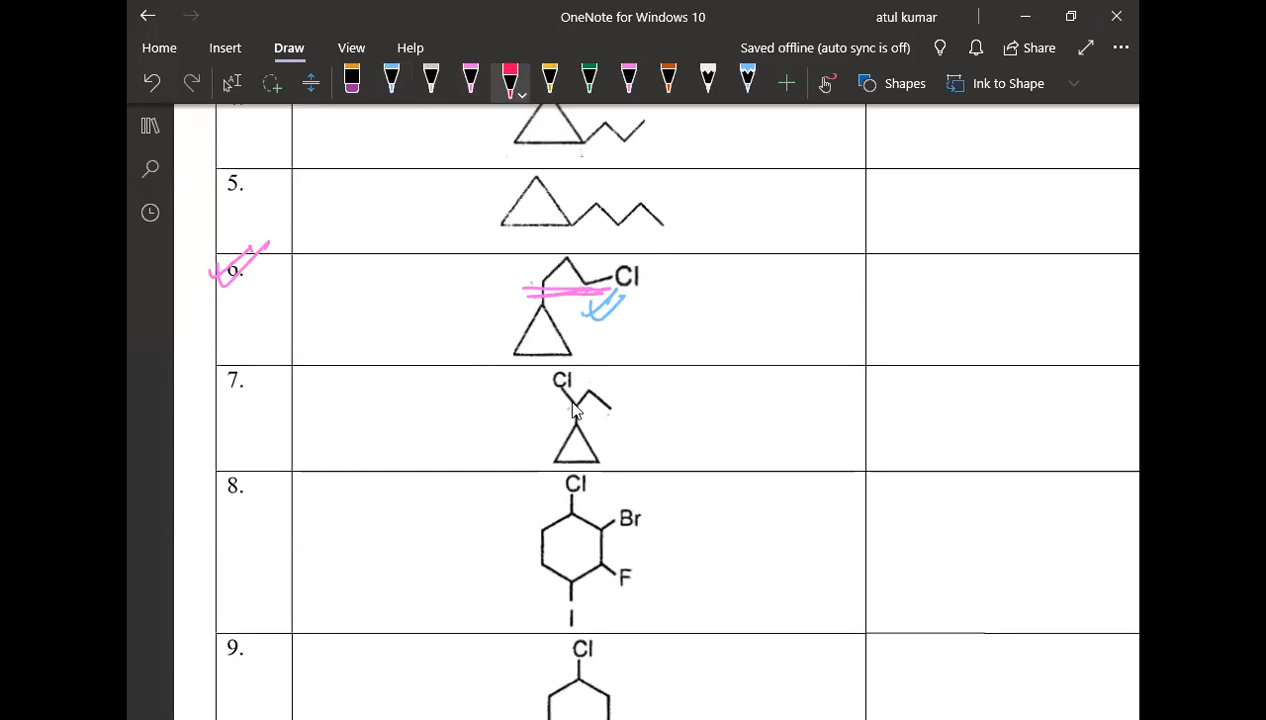 OneNote for Windows 10
atul kumar
Home Insert Draw View Help
Saved offline (auto sync is off)
Share
Shapes
Ink to Shape
5.
6.
Cl
7.
Cl
8.
Cl
Br
F
I
9.
Cl